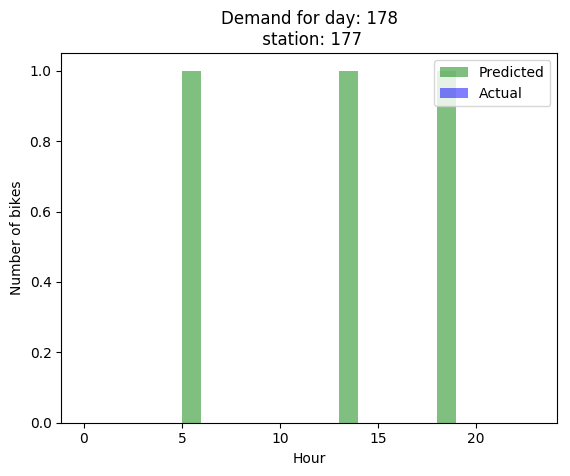 Demand for day: 178
station: 177
Predicted
Actual
1.0
0.8
0.6
0.4
0.2
0.0
Number of bikes
0
5
10
15
20
Hour